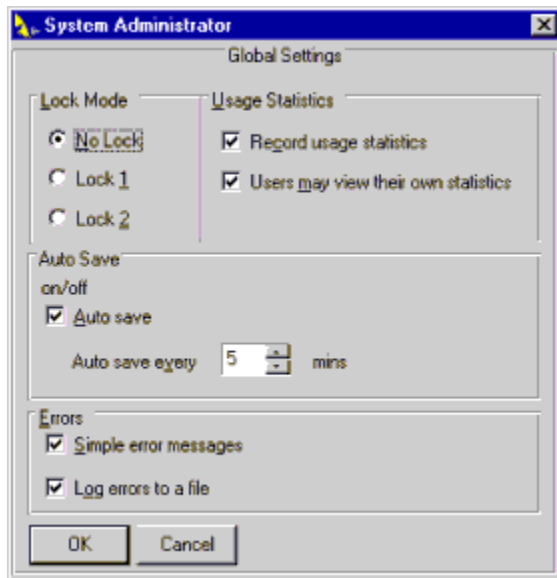 System Administrator
Global Settings
Lock Mode
No Lock
Lock 1
Lock 2
Usage Statistics
Record usage statistics
Users may view their own statistics
Auto Save
on/off
Auto save
Auto save every 5 mins
Errors
Simple error messages
Log errors to a file
OK Cancel